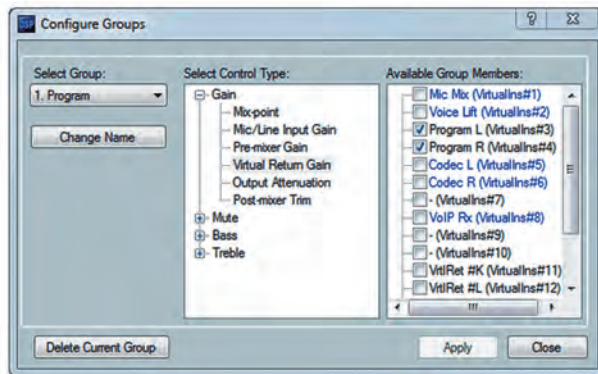 DSP Configure Groups
Select Group:
1. Program
Change Name
Select Control Type:
Gain
Mix-point
Mic/Line Input Gain
Pre-mixer Gain
Virtual Return Gain
Output Attenuation
Post-mixer Trim
Mute
Bass
Treble
Available Group Members:
Mic Mix (VirtualIns#1)
Voice Lift (VirtualIns#2)
Program L (VirtualIns#3)
Program R (VirtualIns#4)
Codec L (VirtualIns#5)
Codec R (VirtualIns#6)
- (VirtualIns#7)
VoIP Rx (VirtualIns#8)
- (VirtualIns#9)
- (VirtualIns#10)
VrtlRet #K (VirtualIns#11)
VrtlRet #L (VirtualIns#12)
Delete Current Group
Apply
Close